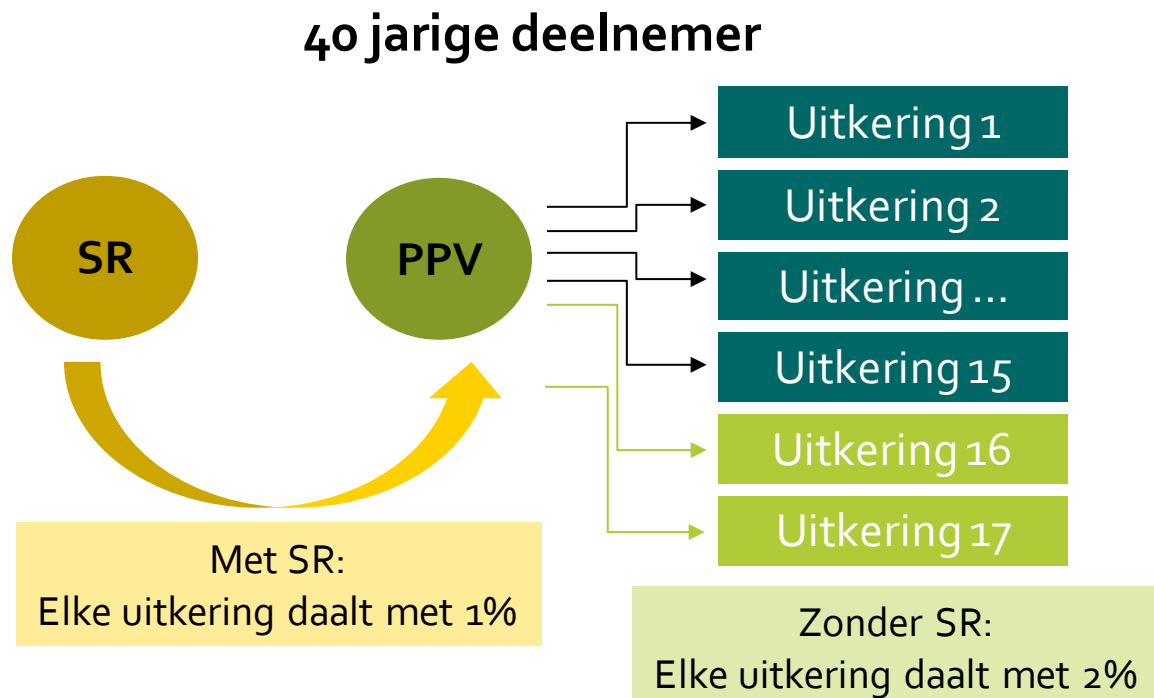 40 jarige deelnemer
SR
PPV
Uitkering 1
Uitkering 2
Uitkering ...
Uitkering 15
Uitkering 16
Uitkering 17
Met SR:
Elke uitkering daalt met 1%
Zonder SR:
Elke uitkering daalt met 2%